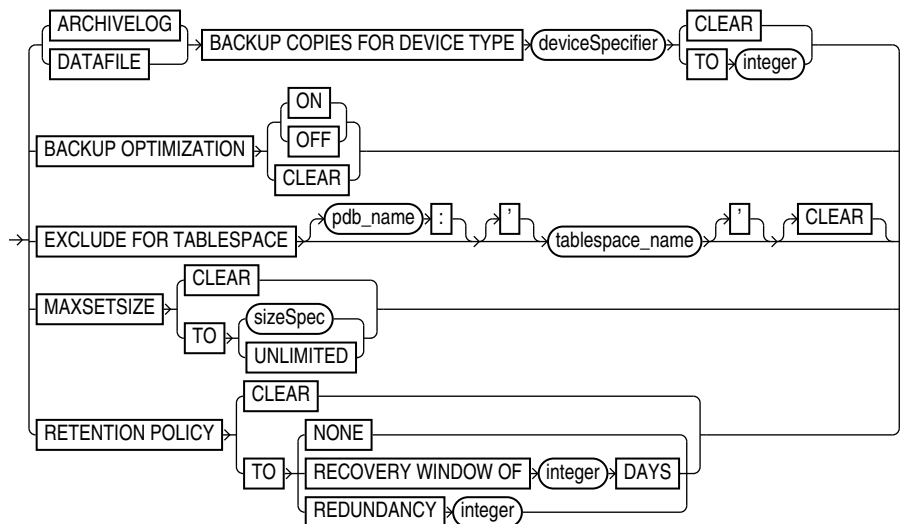 ARCHIVELOG
DATAFILE
BACKUP COPIES FOR DEVICE TYPE deviceSpecifier
CLEAR
TO integer
BACKUP OPTIMIZATION
ON
OFF
CLEAR
EXCLUDE FOR TABLESPACE pdb_name : ’ tablespace_name ’ CLEAR
MAXSETSIZE
CLEAR
TO
sizeSpec
UNLIMITED
RETENTION POLICY
CLEAR
TO
NONE
RECOVERY WINDOW OF integer DAYS
REDUNDANCY integer